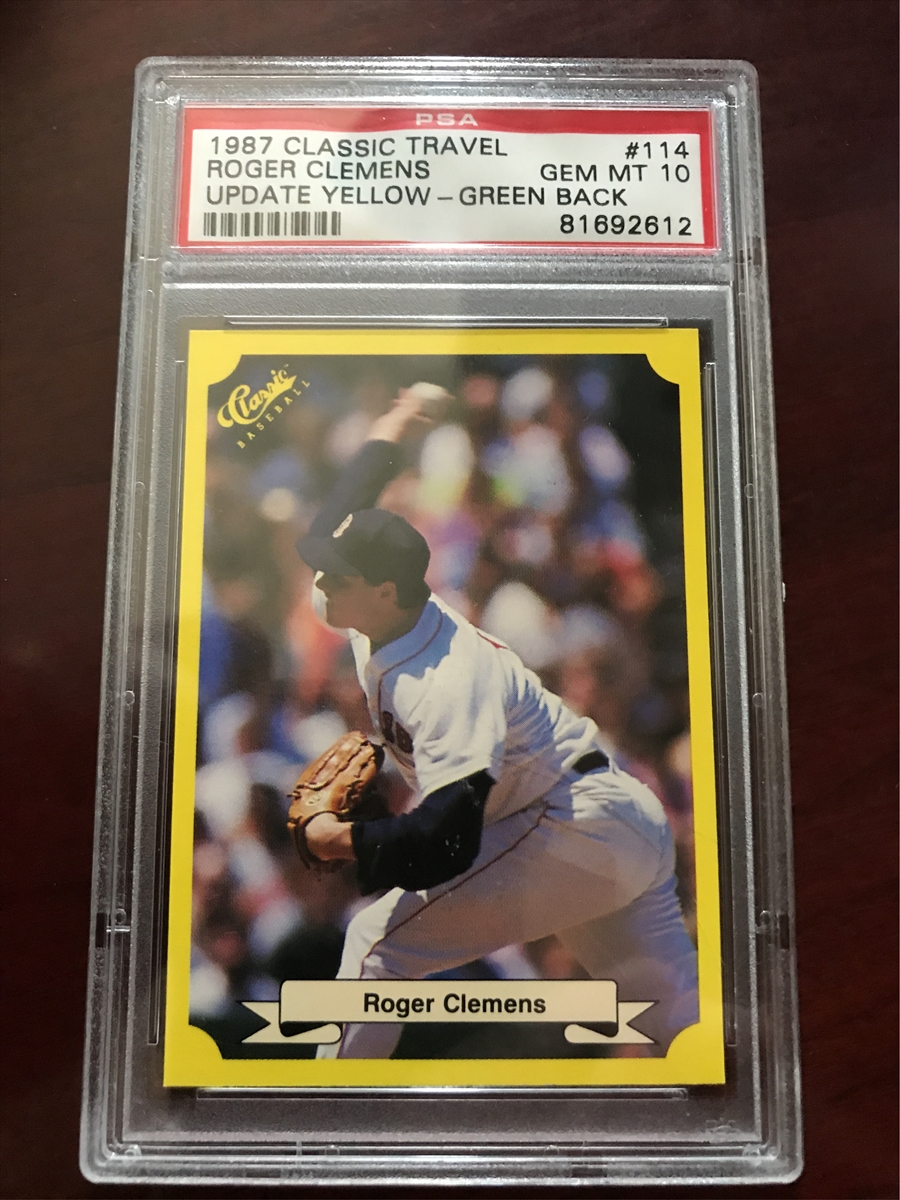 PSA
1987 CLASSIC TRAVEL #114
ROGER CLEMENS GEM MT 10
UPDATE YELLOW – GREEN BACK
81692612
Classic
BASEBALL
Roger Clemens